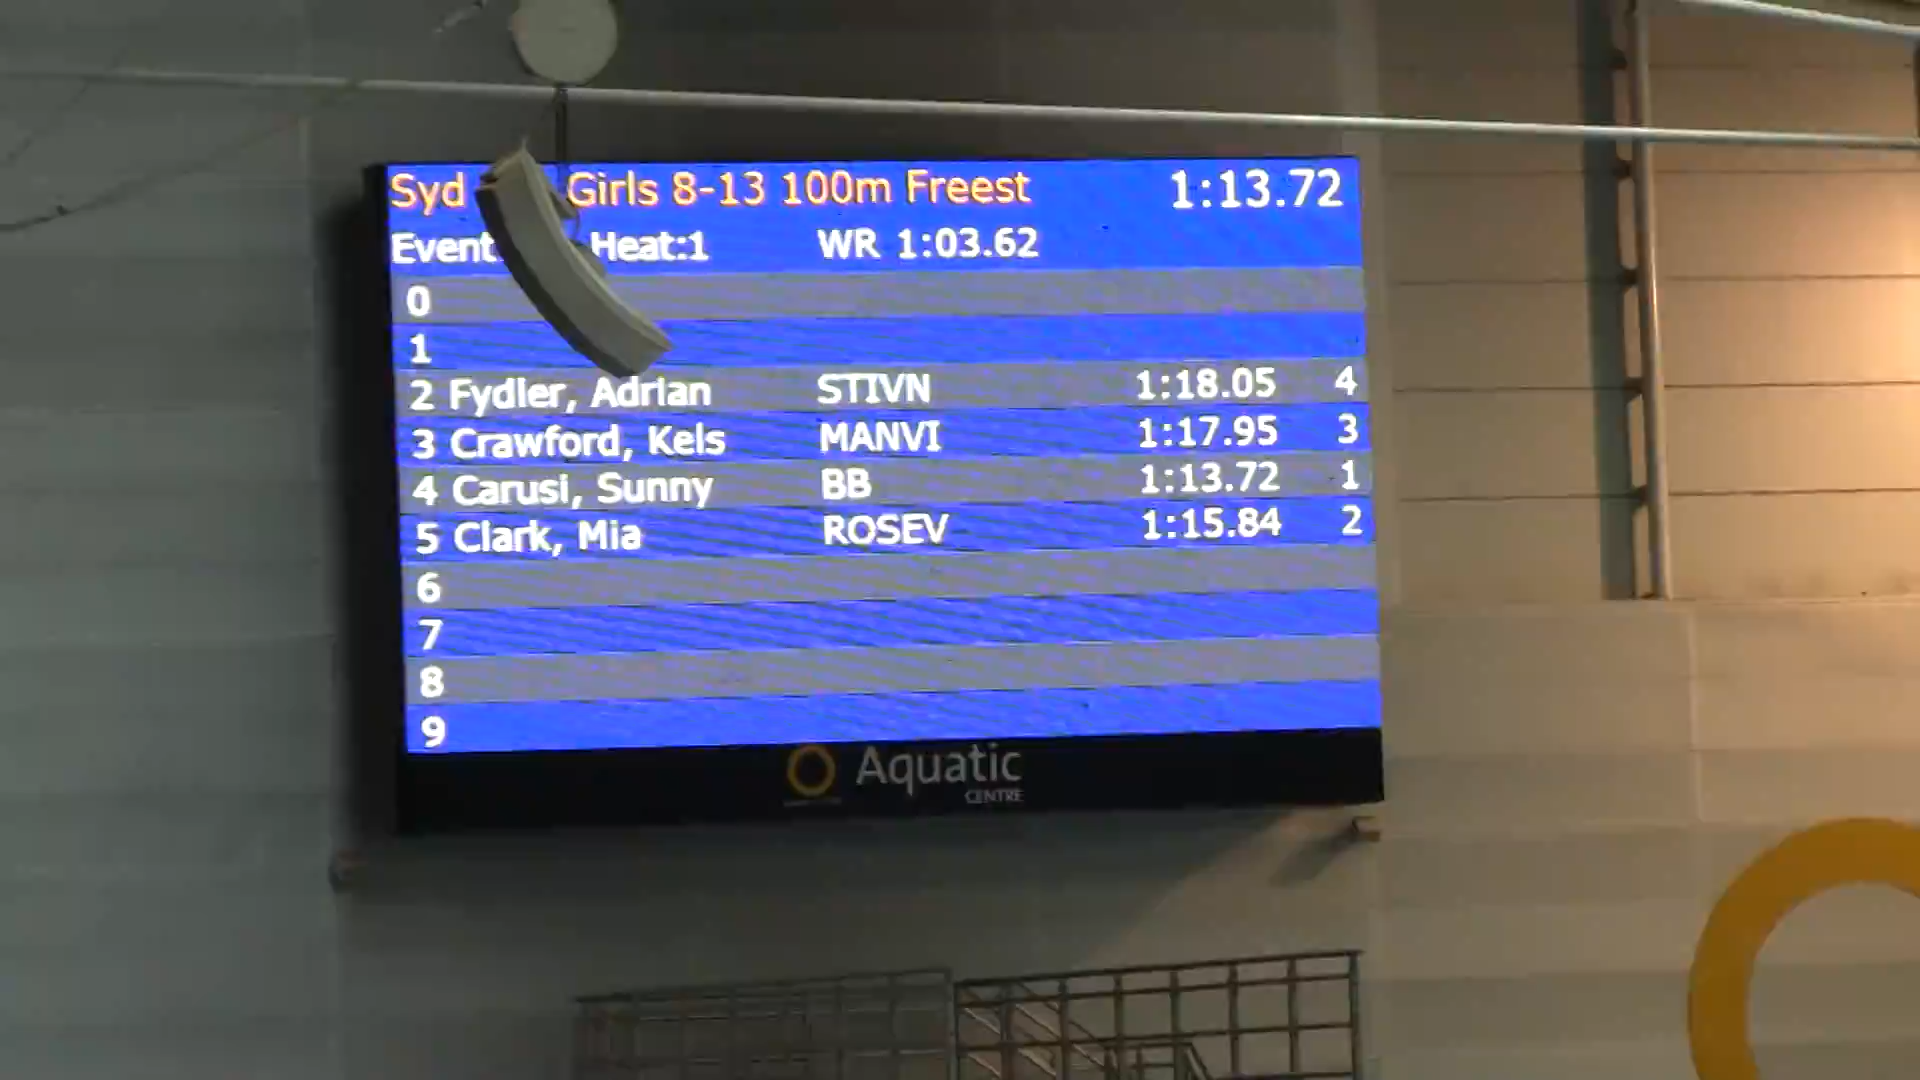 Syd Girls 8-13 100m Freest 1:13.72
Event: Heat:1 WR 1:03.62
0
1
2 Fydler, Adrian STIVN 1:18.05 4
3 Crawford, Kels MANVI 1:17.95 3
4 Carusi, Sunny BB 1:13.72 1
5 Clark, Mia ROSEV 1:15.84 2
6
7
8
9
Aquatic
CENTRE